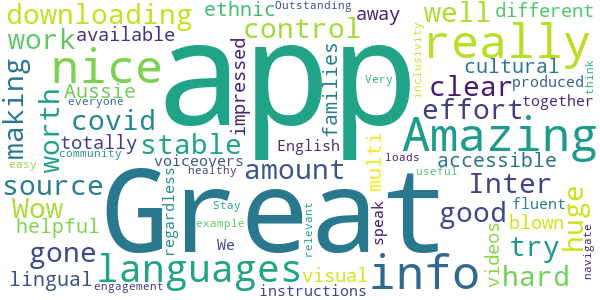 Outstanding
downloading
ethnic
away
well
different
work
available
control
really
nice
app
inclusivity
Very
cultural
think
making
Aussie
impressed
families
clear
produced
everyone
worth
covid
effort
together
totally
stable
English
Amazing
community
voiceovers
multi
accessible
easy
healthy
amount
loads
useful
source
Great
Inter
Wow
regardless
Stay
speak
good
fluent
huge
helpful
example
relevant
blown
gone
We
info
videos
try
navigate
lingual
languages
visual
hard
engagement
instructions